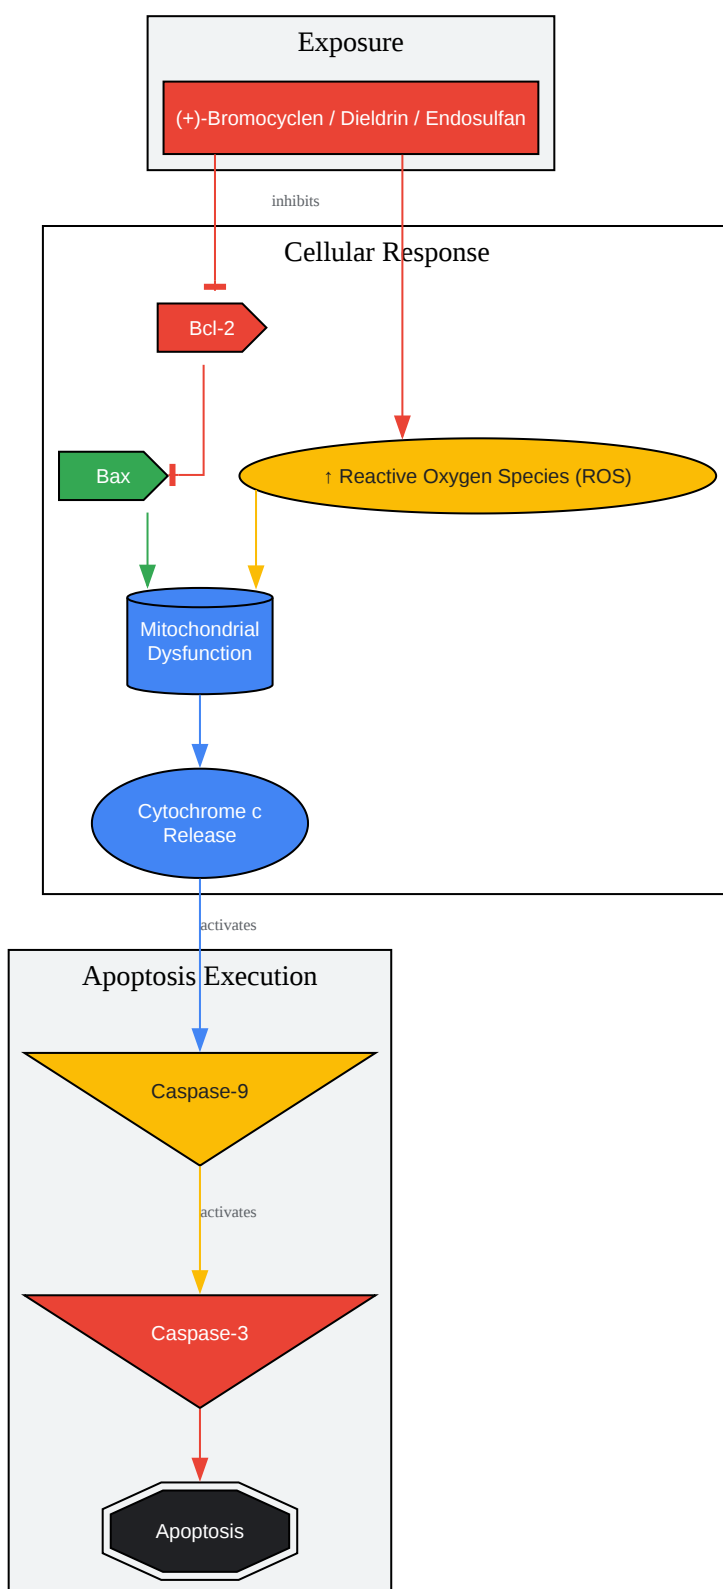 Exposure
(+)-Bromocyclen / Dieldrin / Endosulfan
inhibits
Cellular Response
Bcl-2
Bax
↑ Reactive Oxygen Species (ROS)
Mitochondrial
Dysfunction
Cytochrome c
Release
activates
Apoptosis Execution
Caspase-9
activates
Caspase-3
Apoptosis